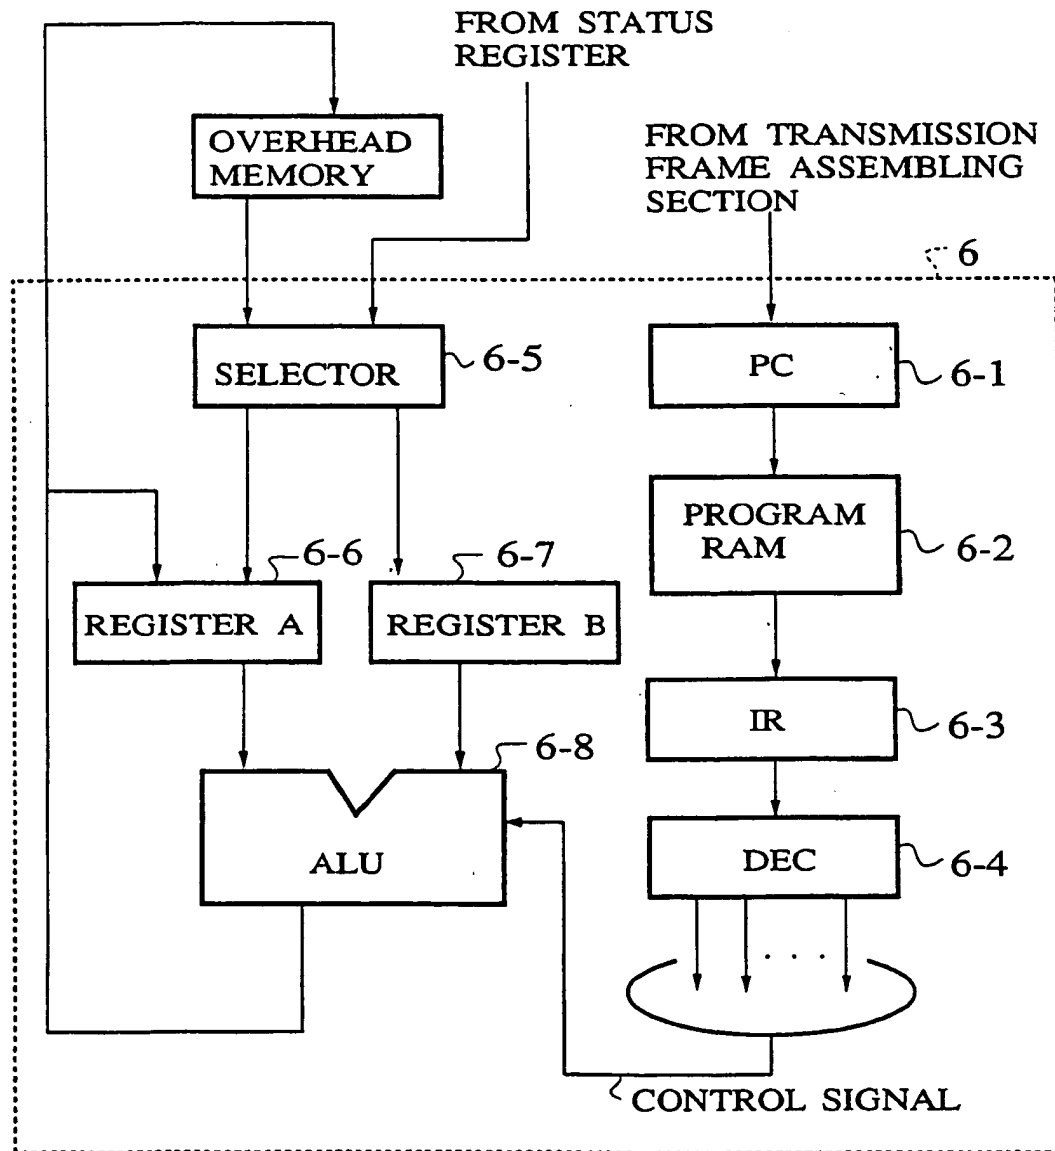 FROM STATUS
REGISTER
OVERHEAD
MEMORY
FROM TRANSMISSION
FRAME ASSEMBLING
SECTION
6
SELECTOR
6-5
PC
6-1
PROGRAM
RAM
6-2
6-6
6-7
REGISTER A
REGISTER B
IR
6-3
6-8
ALU
DEC
6-4
. . . .
CONTROL SIGNAL